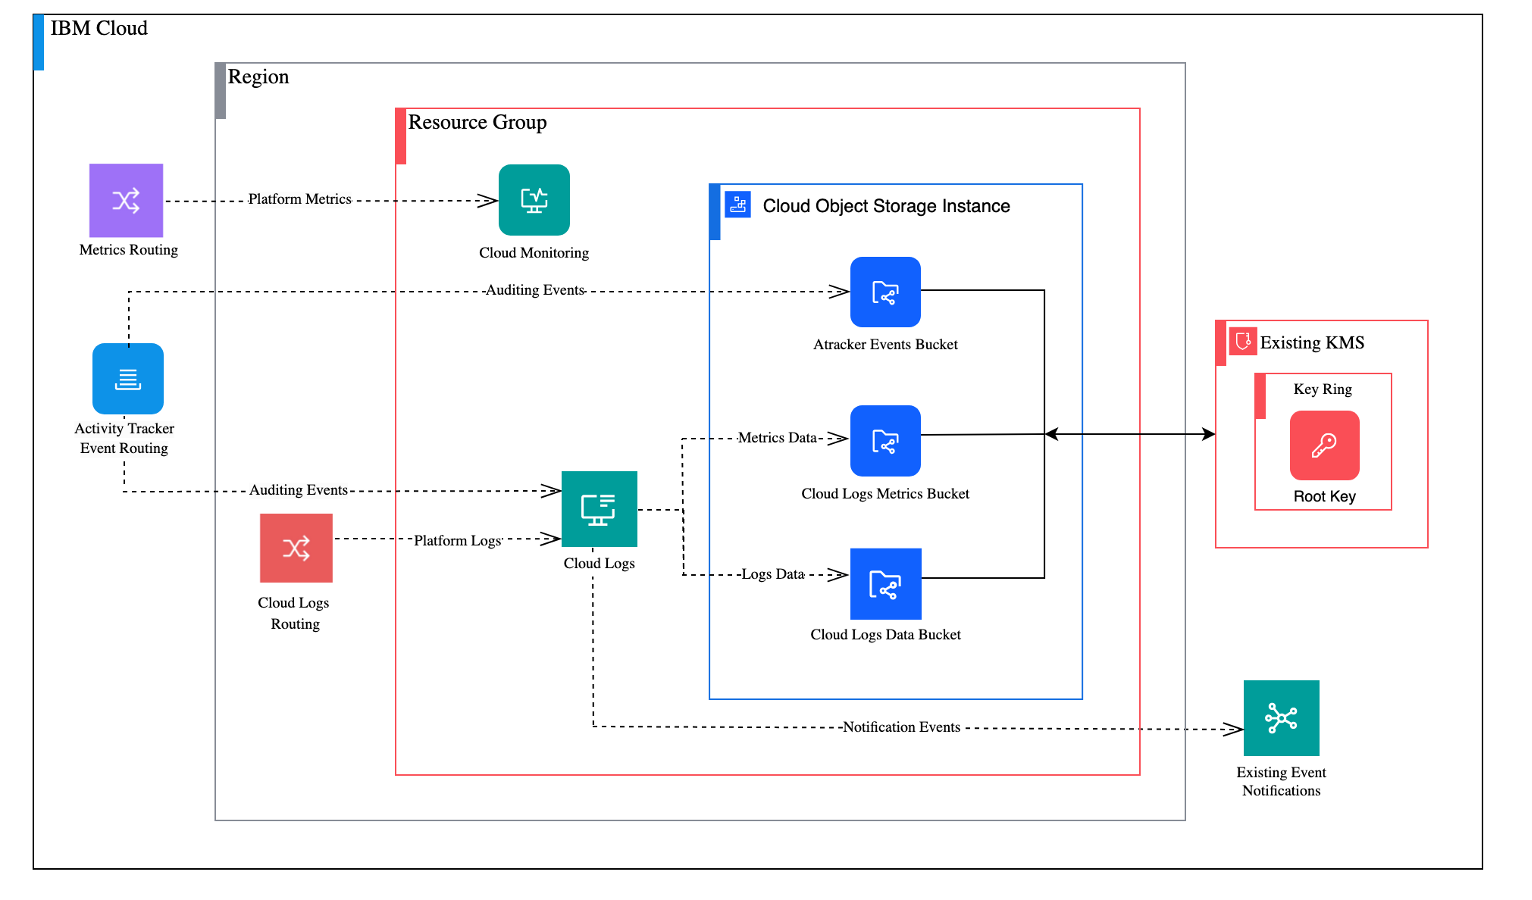 IBM Cloud
Region
Resource Group
Platform Metrics
Metrics Routing
Cloud Monitoring
Cloud Object Storage Instance
Auditing Events
Atracker Events Bucket
Existing KMS
Key Ring
Root Key
Activity Tracker
Event Routing
Metrics Data
Cloud Logs Metrics Bucket
Auditing Events
Platform Logs
Cloud Logs
Cloud Logs
Routing
Logs Data
Cloud Logs Data Bucket
Notification Events
Existing Event
Notifications